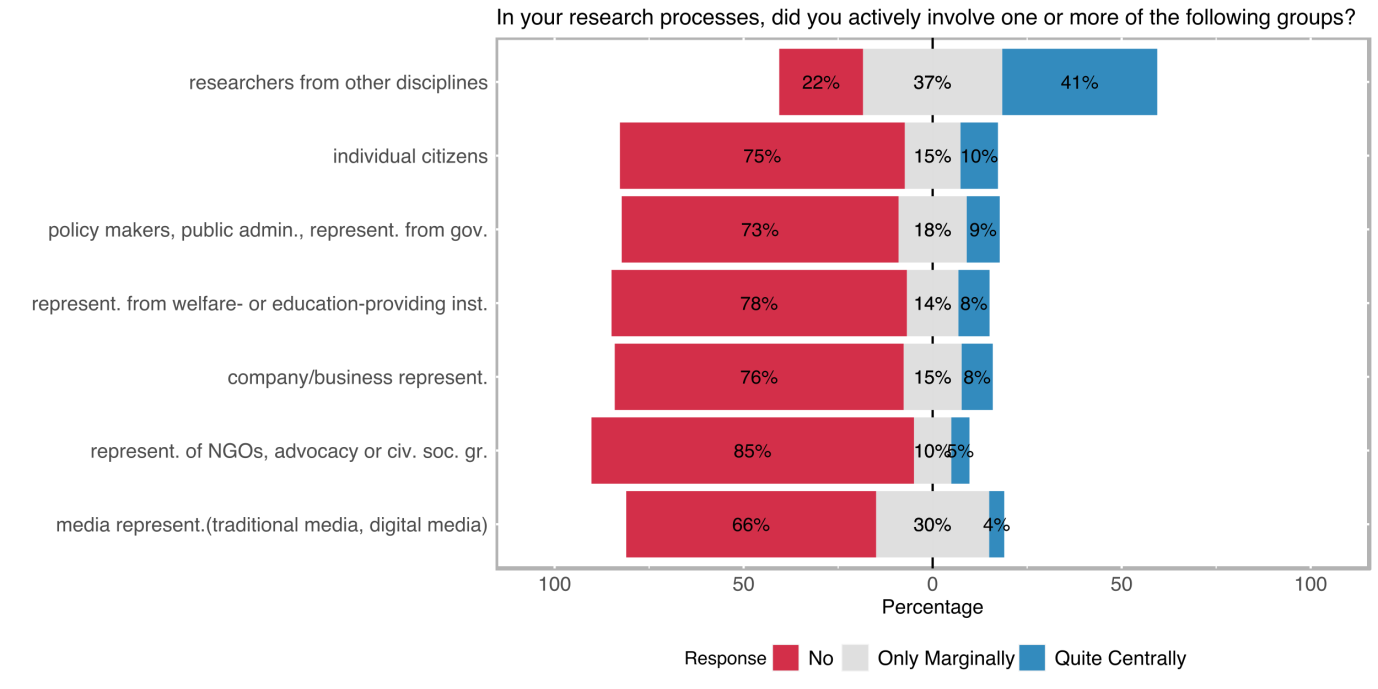 In your research processes, did you actively involve one or more of the following groups?
researchers from other disciplines 22% 37% 41%
individual citizens 75% 15% 10%
policy makers, public admin., represent. from gov. 73% 18% 9%
represent. from welfare- or education-providing inst. 78% 14% 8%
company/business represent. 76% 15% 8%
represent. of NGOs, advocacy or civ. soc. gr. 85% 10% 5%
media represent.(traditional media, digital media) 66% 30% 4%
100 50 0 50 100
Percentage
Response No Only Marginally Quite Centrally